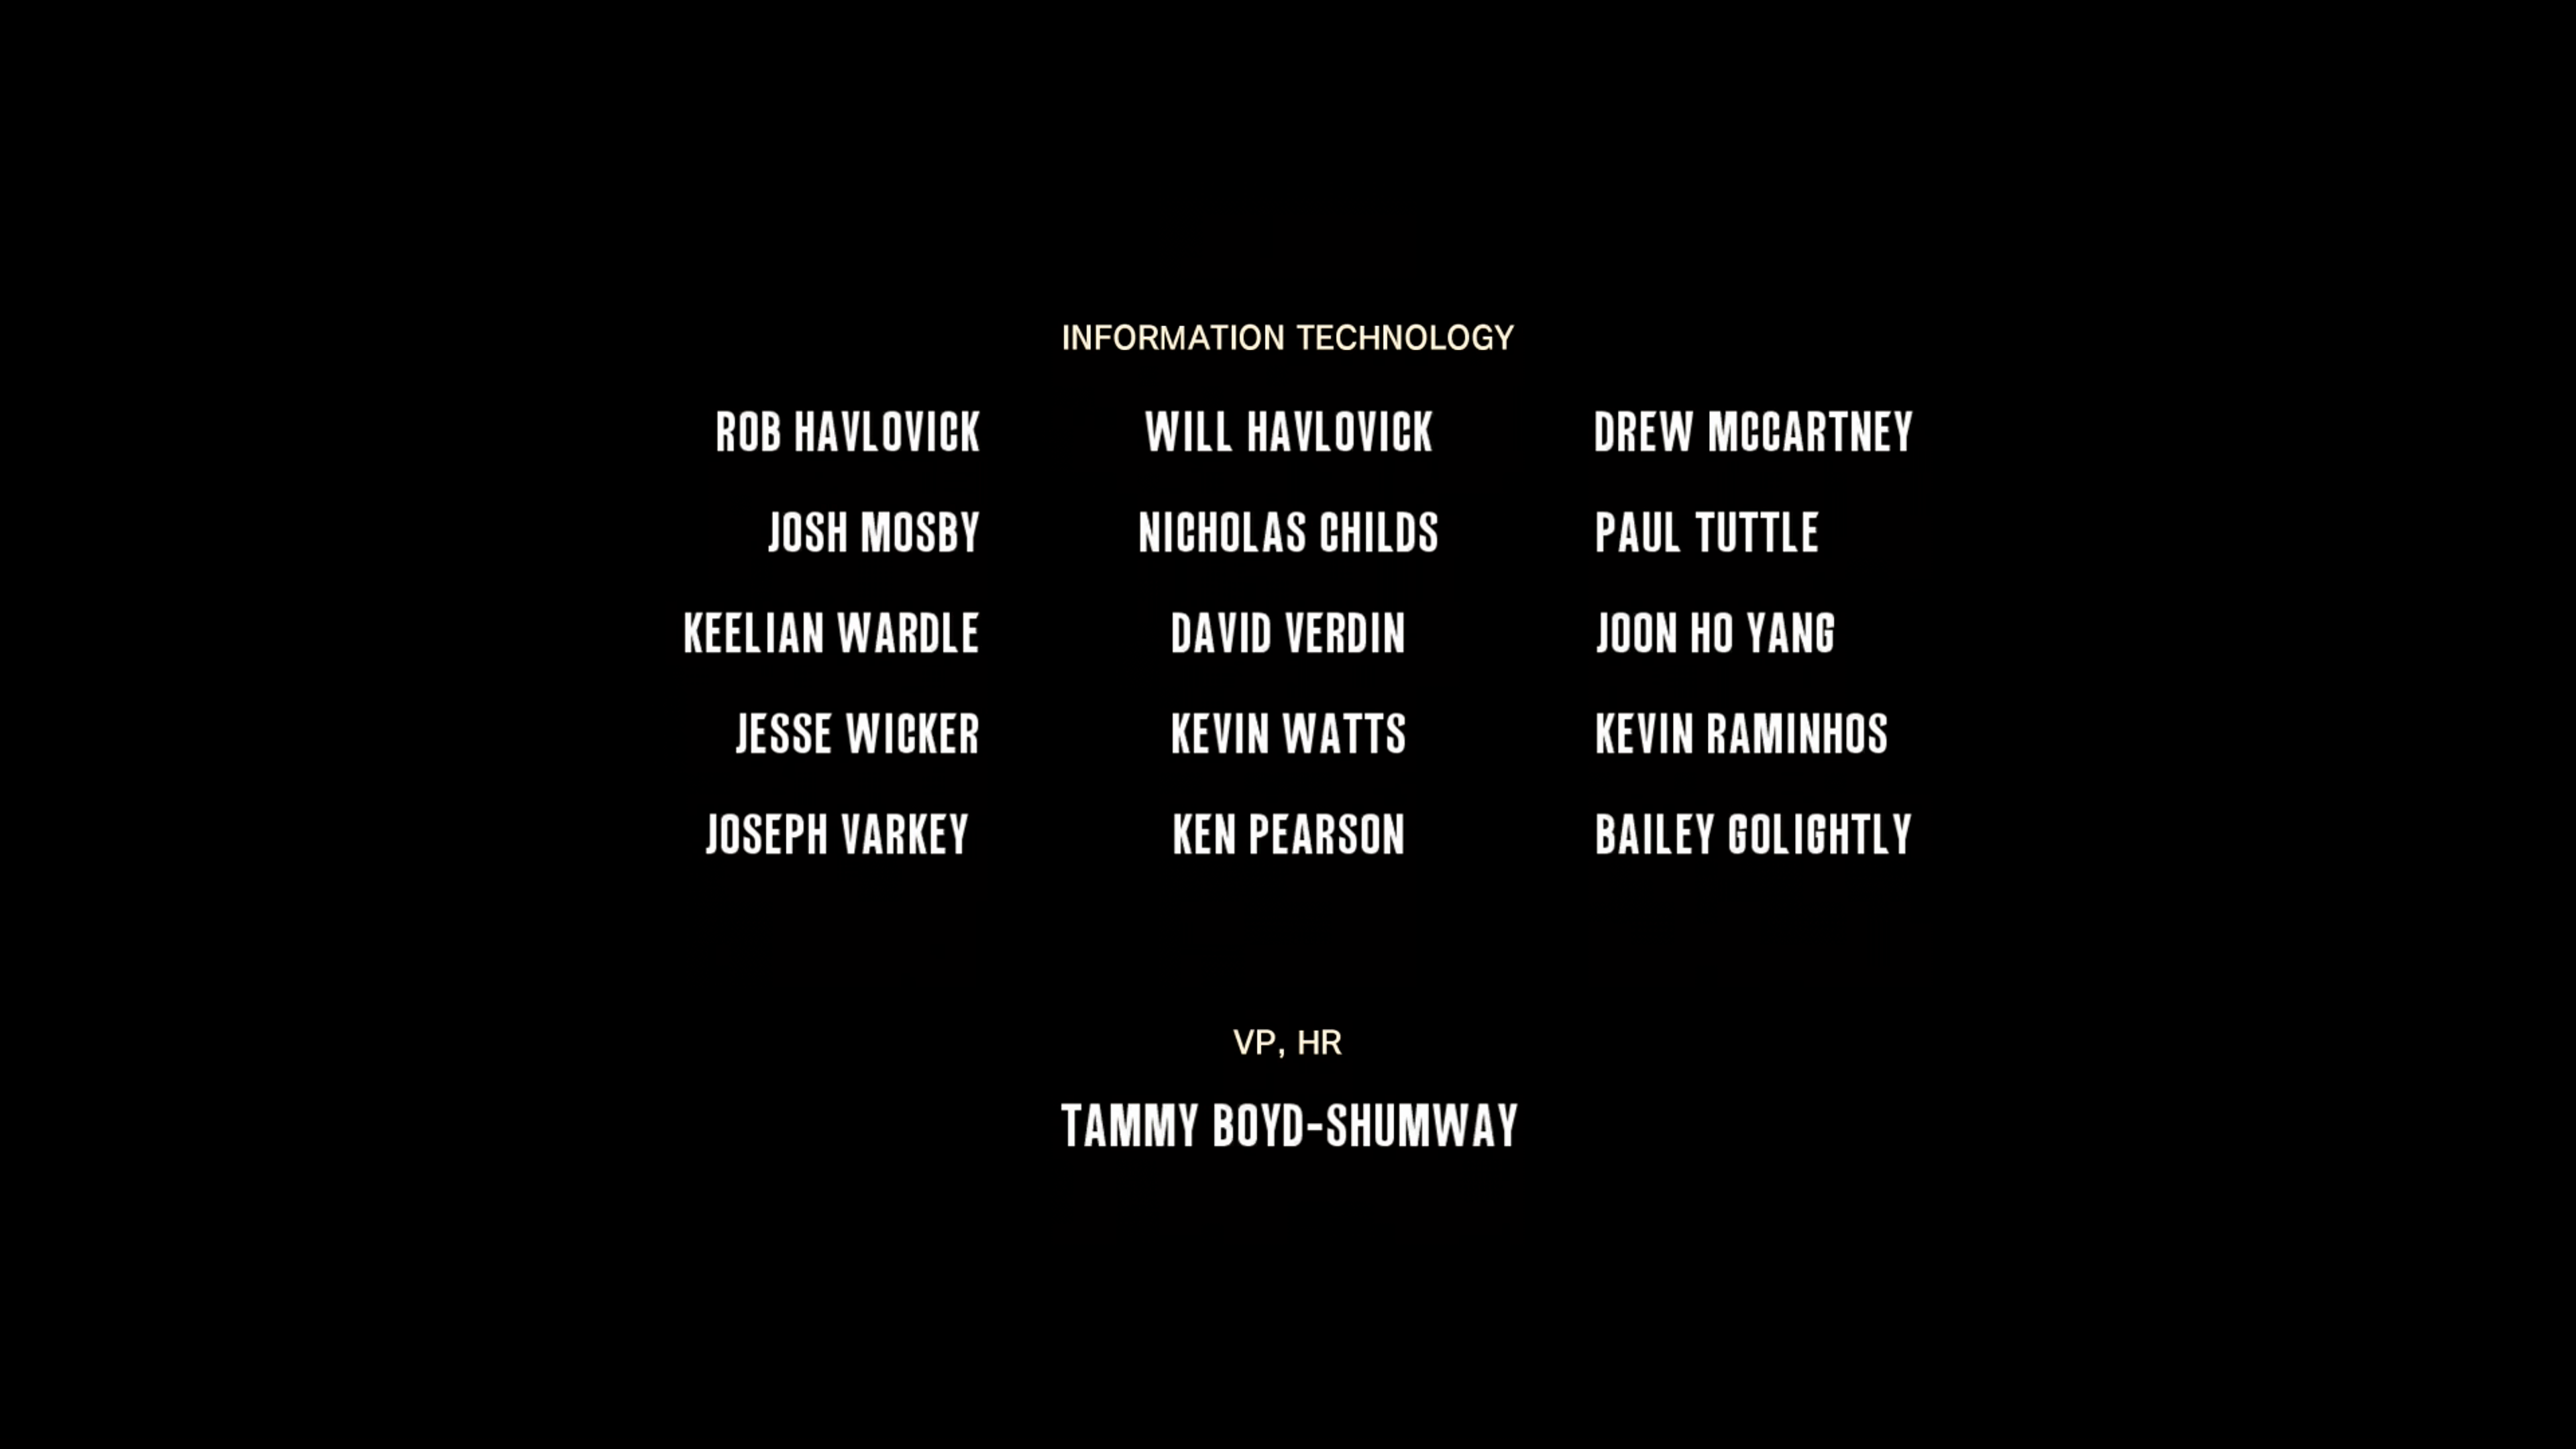 INFORMATION TECHNOLOGY
ROB HAVLOVICK WILL HAVLOVICK DREW MCCARTNEY
JOSH MOSBY NICHOLAS CHILDS PAUL TUTTLE
KEELIAN WARDLE DAVID VERDIN JOON HO YANG
JESSE WICKER KEVIN WATTS KEVIN RAMINHOS
JOSEPH VARKEY KEN PEARSON BAILEY GOLIGHTLY
VP, HR
TAMMY BOYD-SHUMWAY